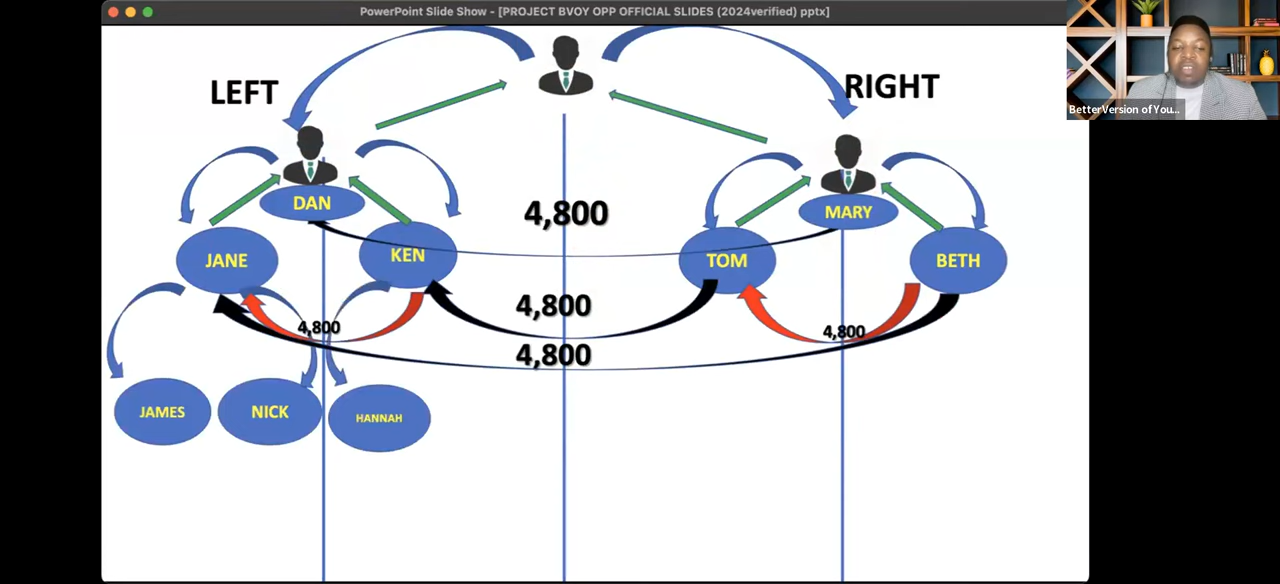 PowerPoint Slide Show - [PROJECT BVOY OPP OFFICIAL SLIDES (2024verified) pptx]
LEFT
RIGHT
BetterVersion of You...
DAN
4,800
MARY
JANE
KEN
TOM
BETH
4,800
4,800
4,800
4,800
JAMES
NICK
HANNAH